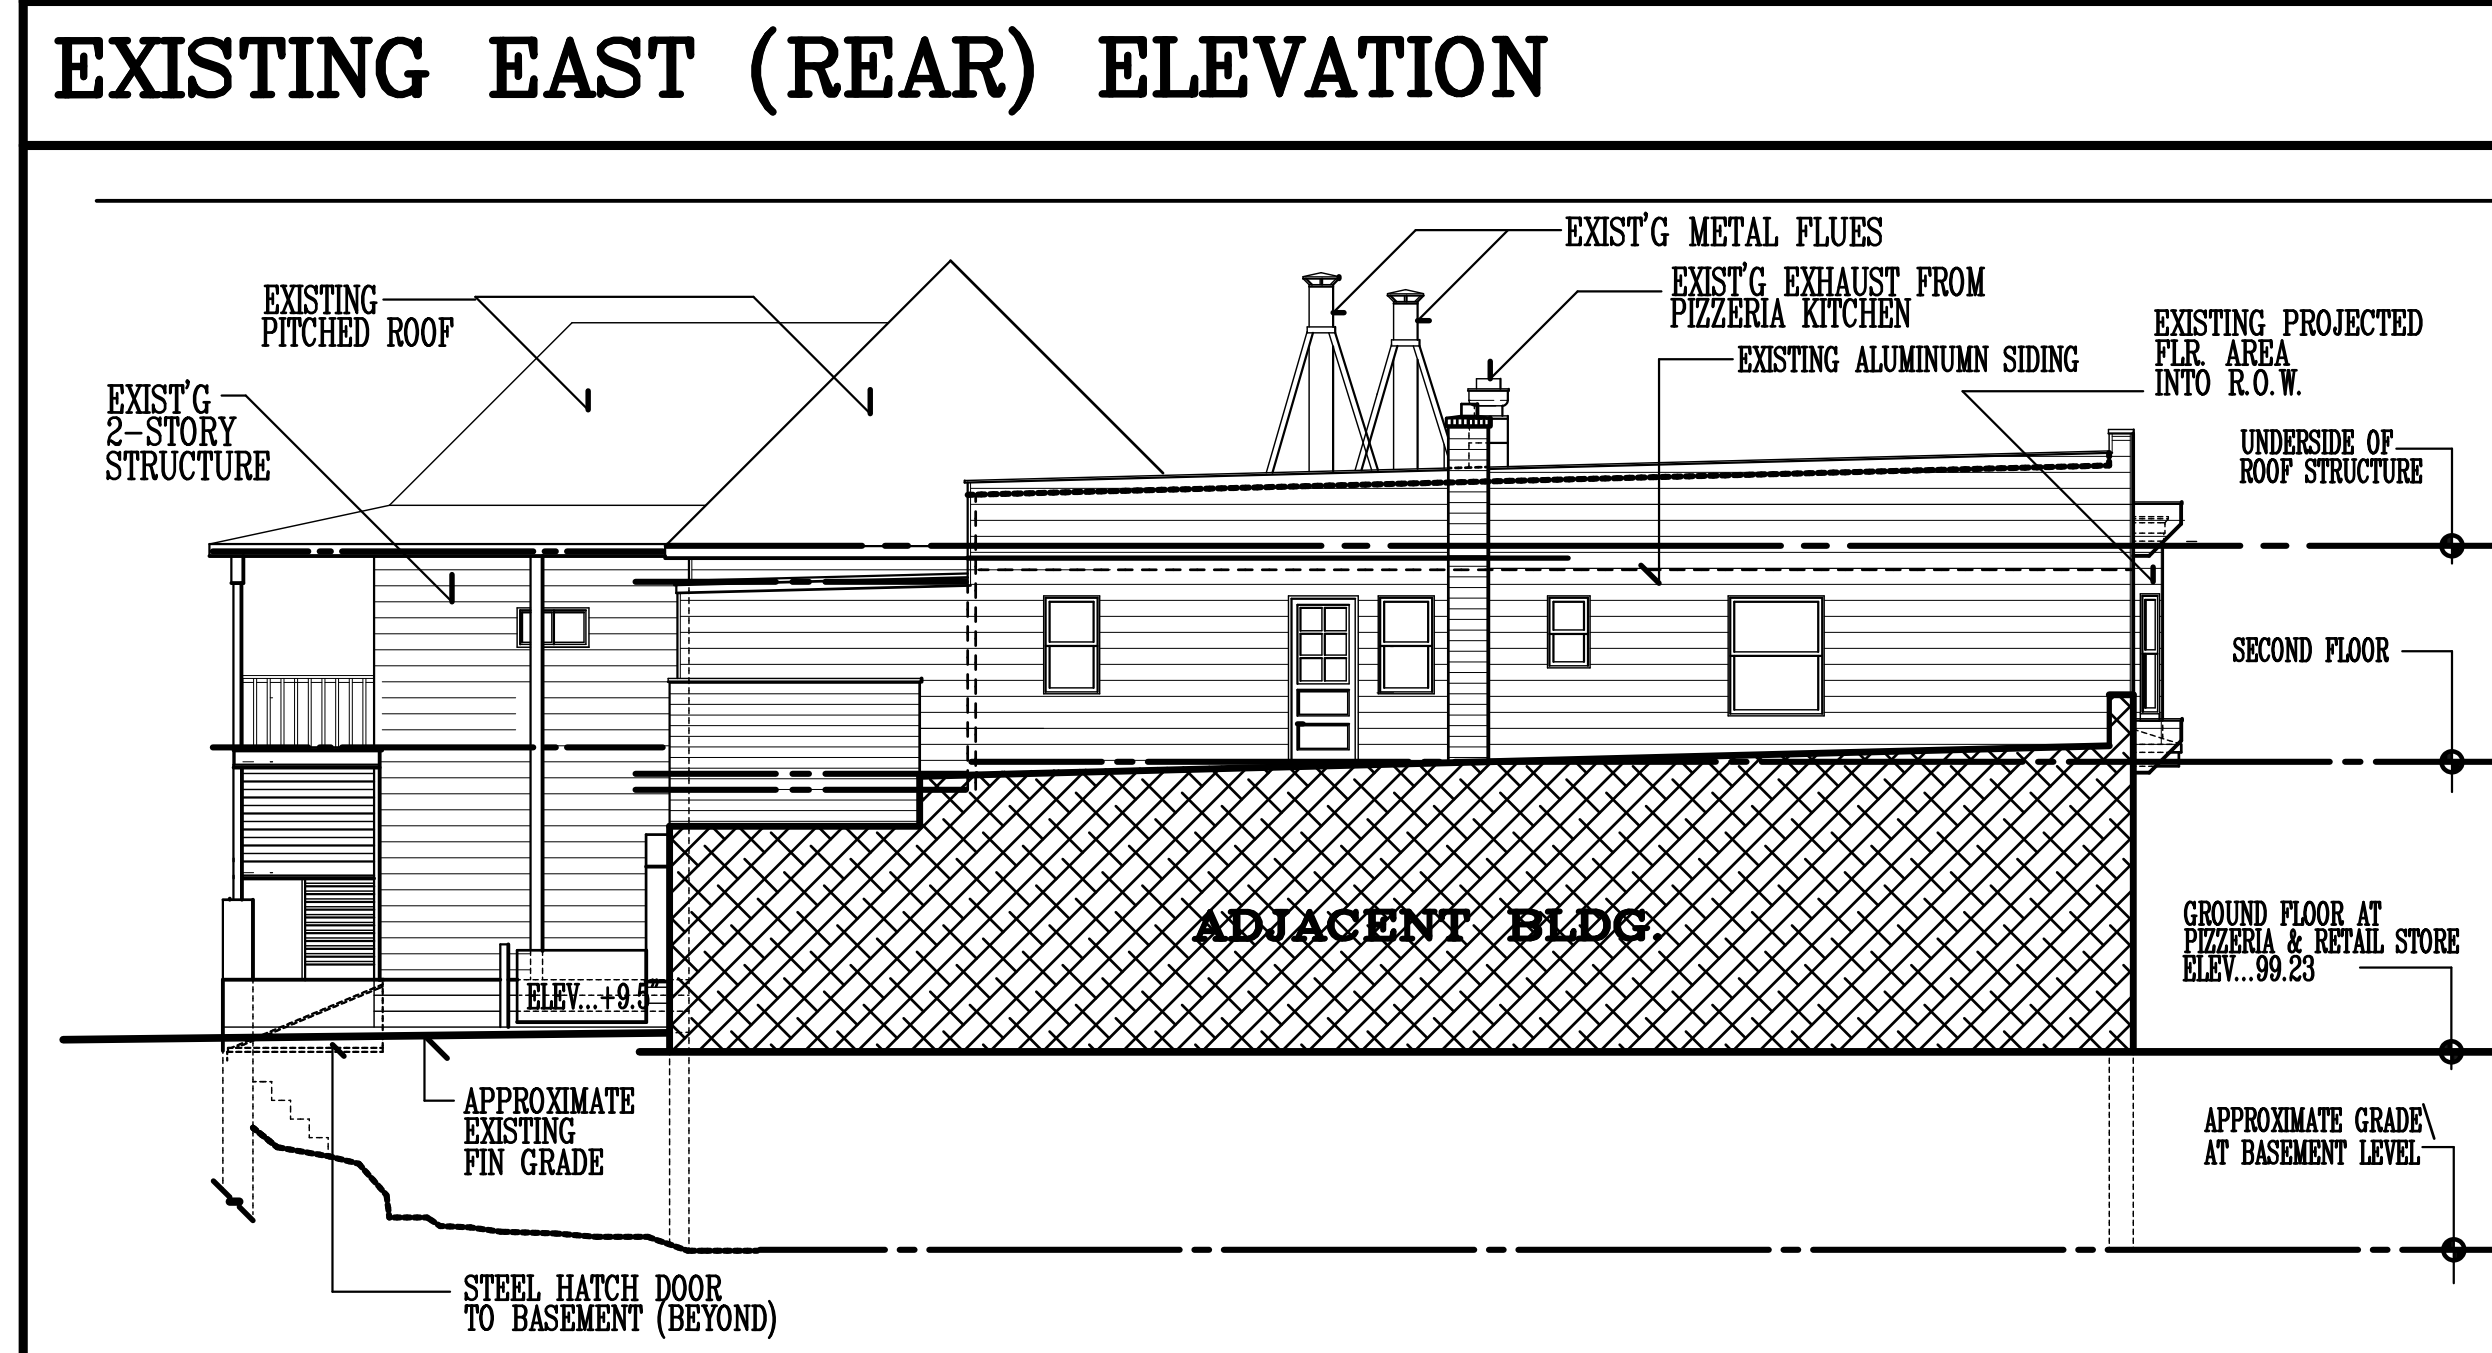 EXISTING EAST (REAR) ELEVATION
EXIST'G METAL FLUES
EXIST'G EXHAUST FROM
PIZZERIA KITCHEN
EXISTING
PITCHED ROOF
EXISTING PROJECTED
FLR. AREA
INTO R.O.W.
EXISTING ALUMINUMN SIDING
EXIST'G
2-STORY
STRUCTURE
UNDERSIDE OF
ROOF STRUCTURE
SECOND FLOOR
ADJACENT BLDG.
GROUND FLOOR AT
PIZZERIA & RETAIL STORE
ELEV...99.23
ELEV...+9.5"
APPROXIMATE
EXISTING
FIN GRADE
APPROXIMATE GRADE
AT BASEMENT LEVEL
STEEL HATCH DOOR
TO BASEMENT (BEYOND)